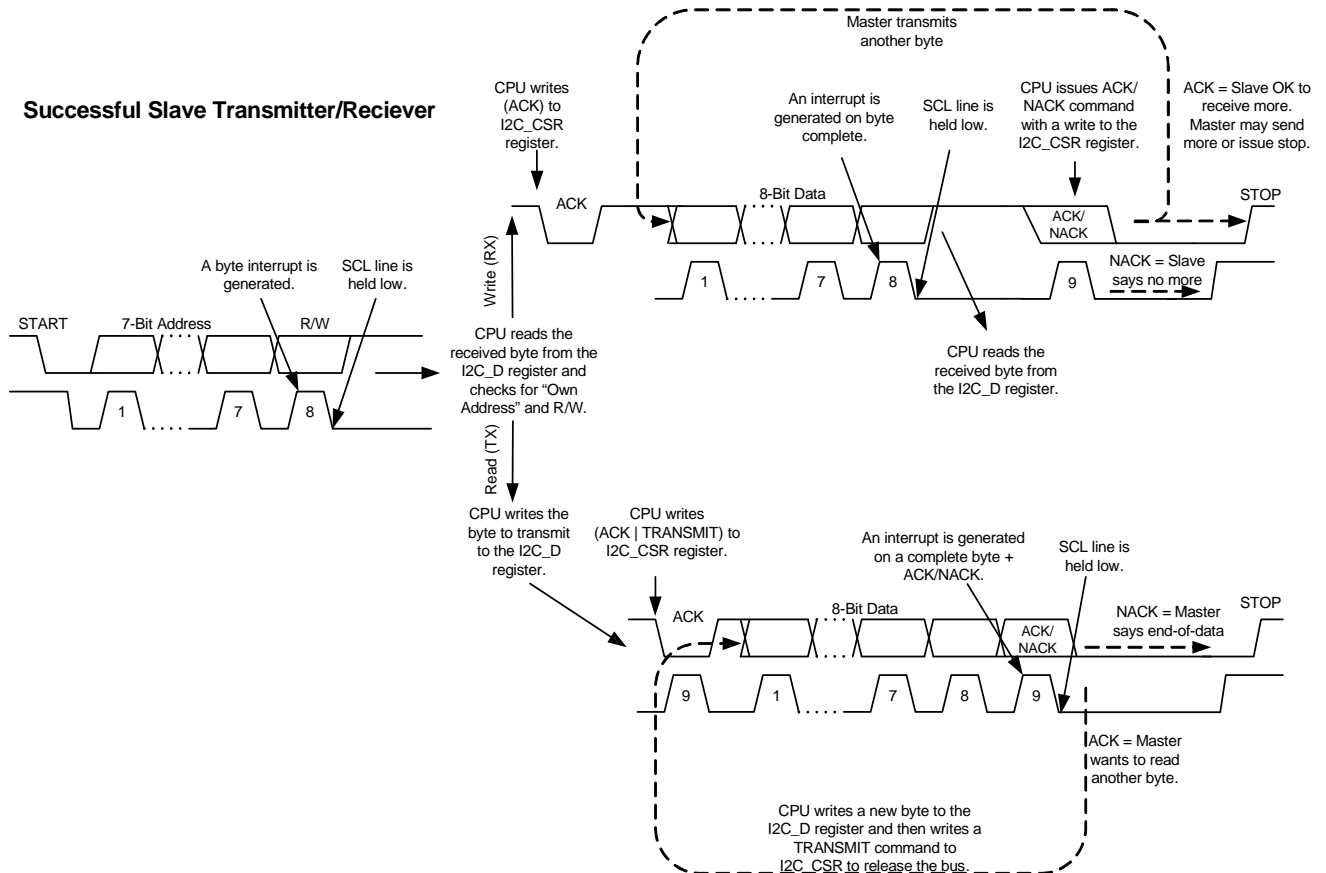 Successful Slave Transmitter/Reciever
Master transmits
another byte
CPU writes
(ACK) to
I2C_CSR
register.
An interrupt is
generated on byte
complete.
SCL line is
held low.
CPU issues ACK/
NACK command
with a write to the
I2C_CSR register.
ACK = Slave OK to
receive more.
Master may send
more or issue stop.
ACK
8-Bit Data
ACK/
NACK
STOP
1
7
8
9
NACK = Slave
says no more
CPU reads the
received byte from
the I2C_D register.
Write (RX)
A byte interrupt is
generated.
SCL line is
held low.
START
7-Bit Address
R/W
1
7
8
CPU reads the
received byte from the
I2C_D register and
checks for “Own
Address” and R/W.
Read (TX)
CPU writes the
byte to transmit
to the I2C_D
register.
CPU writes
(ACK | TRANSMIT) to
I2C_CSR register.
An interrupt is generated
on a complete byte +
ACK/NACK.
SCL line is
held low.
ACK
8-Bit Data
ACK/
NACK
NACK = Master
says end-of-data
STOP
9
1
7
8
9
ACK = Master
wants to read
another byte.
CPU writes a new byte to the
I2C_D register and then writes a
TRANSMIT command to
I2C_CSR to release the bus.